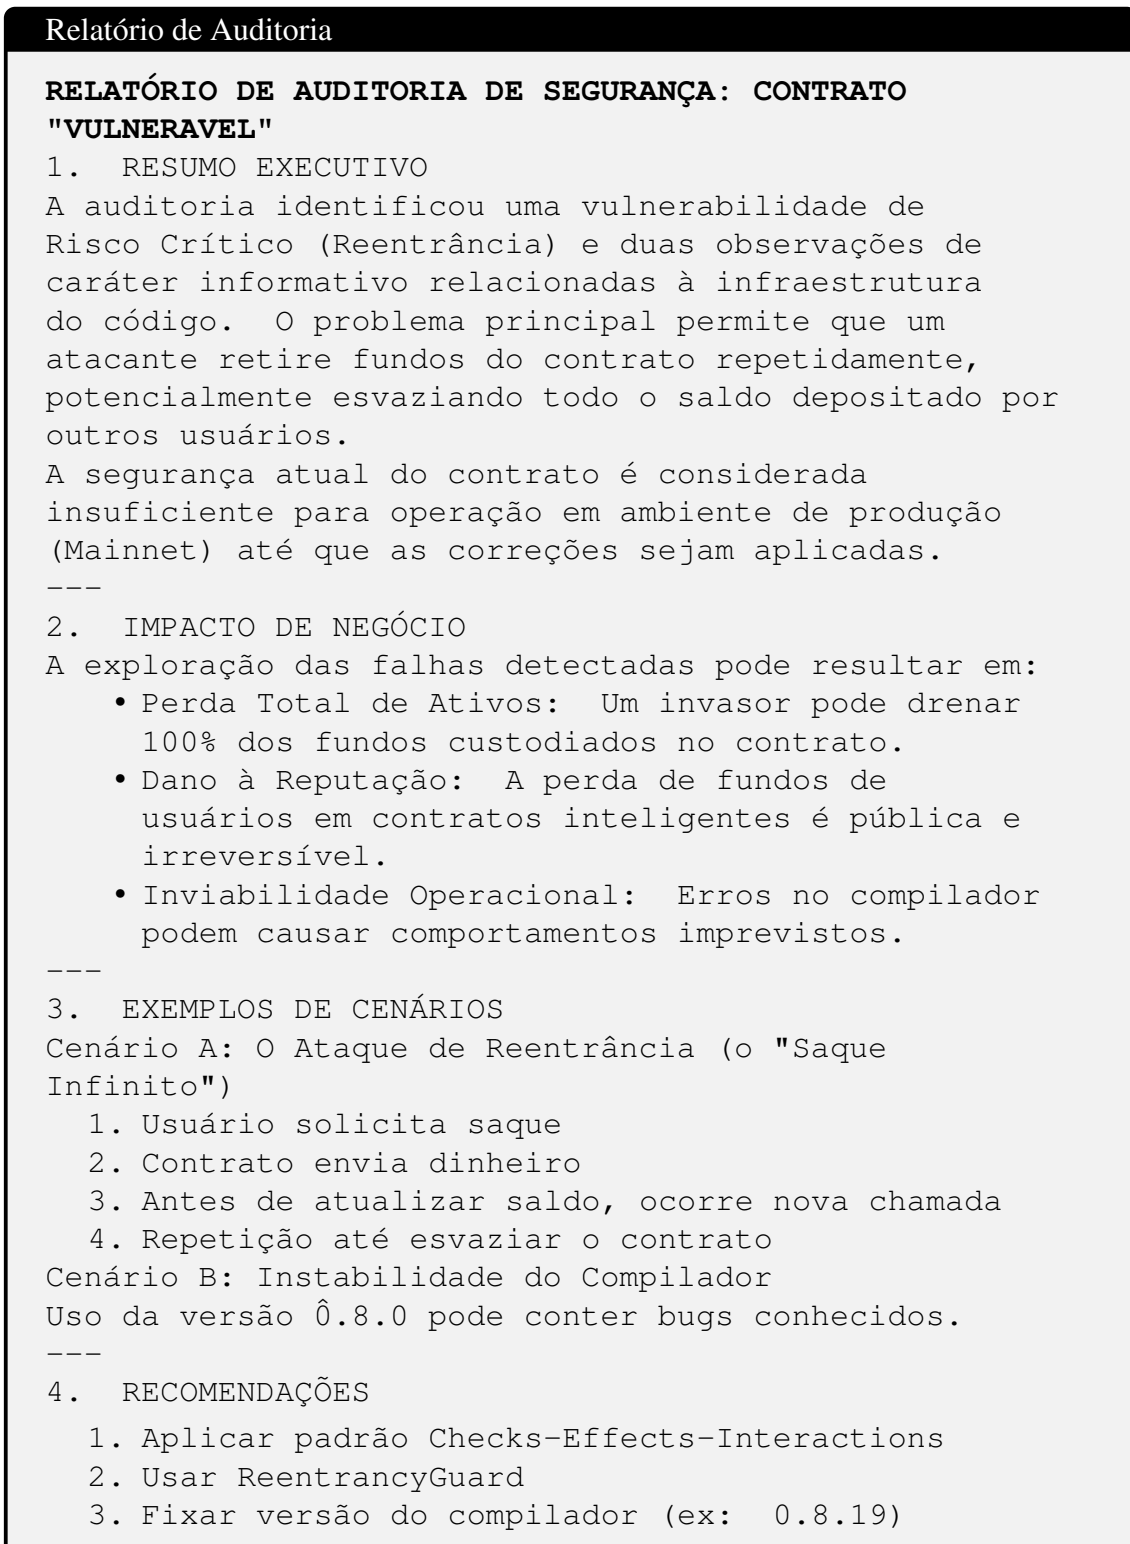 Relatório de Auditoria
RELATÓRIO DE AUDITORIA DE SEGURANÇA: CONTRATO
"VULNERAVEL"
1. RESUMO EXECUTIVO
A auditoria identificou uma vulnerabilidade de
Risco Crítico (Reentrância) e duas observações de
caráter informativo relacionadas à infraestrutura
do código. O problema principal permite que um
atacante retire fundos do contrato repetidamente,
potencialmente esvaziando todo o saldo depositado por
outros usuários.
A segurança atual do contrato é considerada
insuficiente para operação em ambiente de produção
(Mainnet) até que as correções sejam aplicadas.
---
2. IMPACTO DE NEGÓCIO
A exploração das falhas detectadas pode resultar em:
• Perda Total de Ativos: Um invasor pode drenar
100% dos fundos custodiados no contrato.
• Dano à Reputação: A perda de fundos de
usuários em contratos inteligentes é pública e
irreversível.
• Inviabilidade Operacional: Erros no compilador
podem causar comportamentos imprevistos.
---
3. EXEMPLOS DE CENÁRIOS
Cenário A: O Ataque de Reentrância (o "Saque
Infinito")
1. Usuário solicita saque
2. Contrato envia dinheiro
3. Antes de atualizar saldo, ocorre nova chamada
4. Repetição até esvaziar o contrato
Cenário B: Instabilidade do Compilador
Uso da versão 0̂.8.0 pode conter bugs conhecidos.
---
4. RECOMENDAÇÕES
1. Aplicar padrão Checks-Effects-Interactions
2. Usar ReentrancyGuard
3. Fixar versão do compilador (ex: 0.8.19)